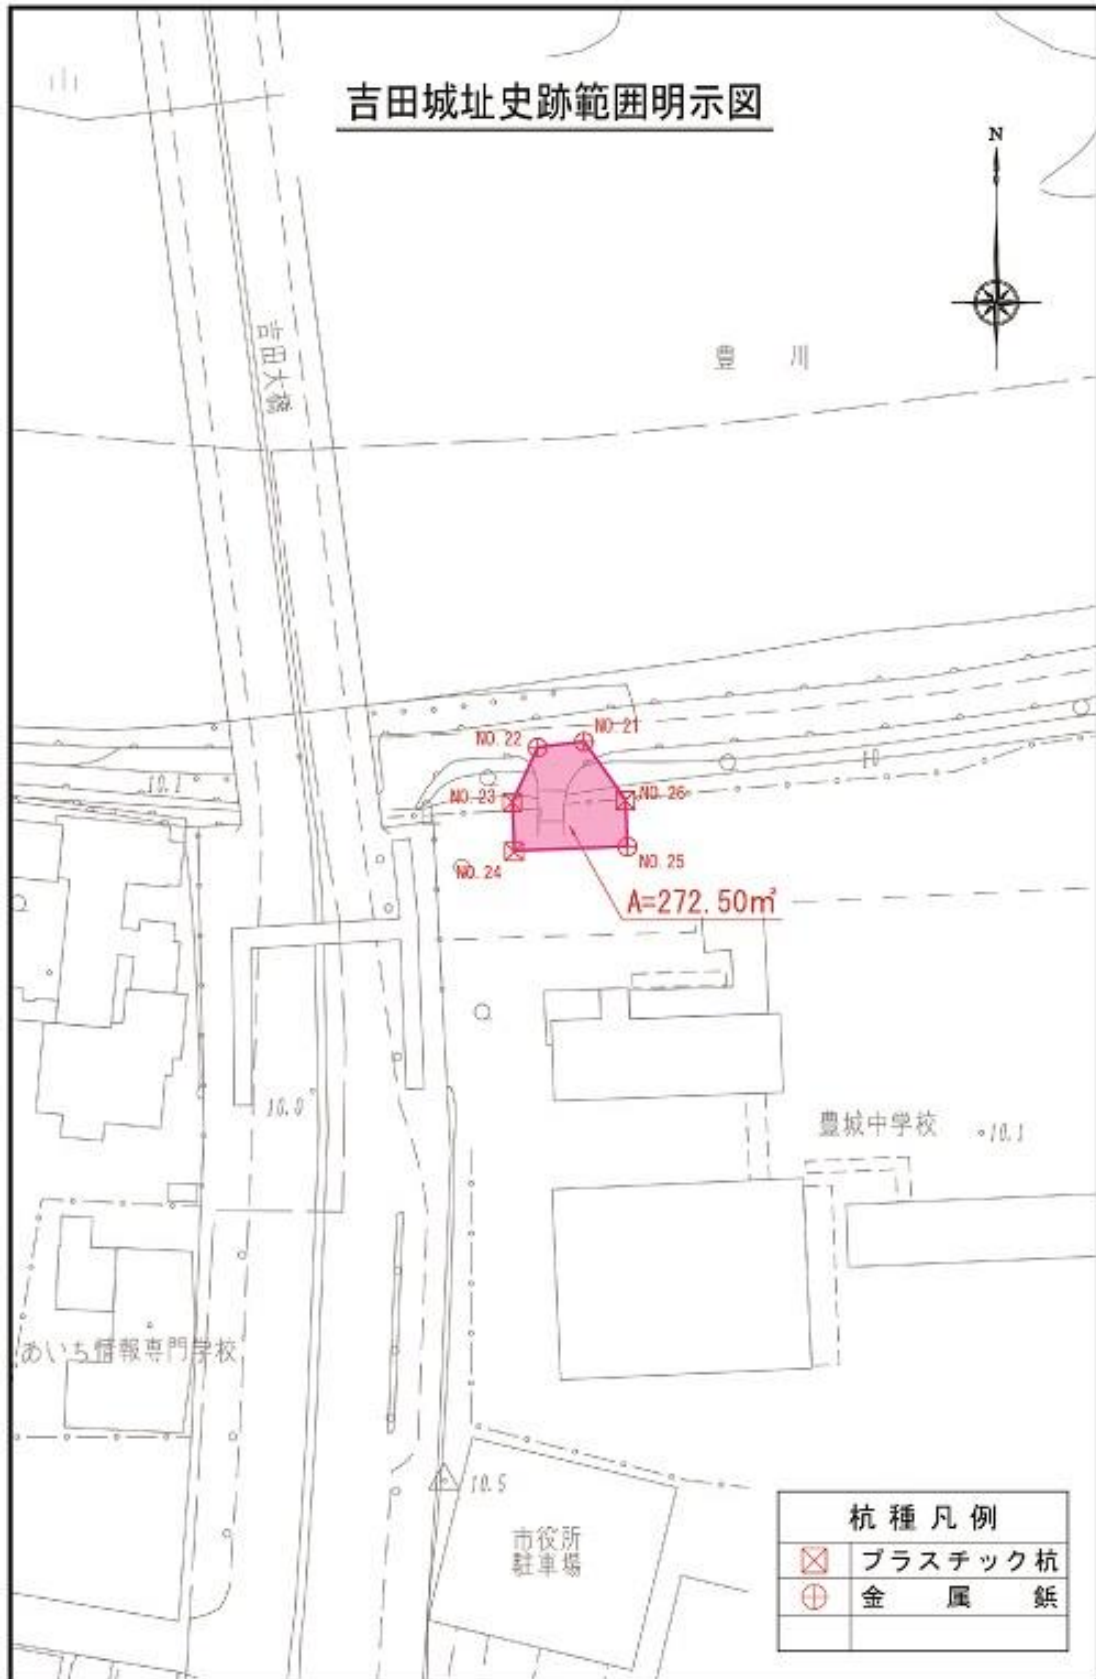 吉田城址史跡範囲明示図
N
吉田大橋
豊川
NO.22
NO.21
10.1
NO.23
NO.26
10
NO.24
NO.25
A=272.50㎡
10.0
豊城中学校
10.1
あいち情報専門学校
10.5
市役所
駐車場
杭種凡例
プラスチック杭
金属鋲